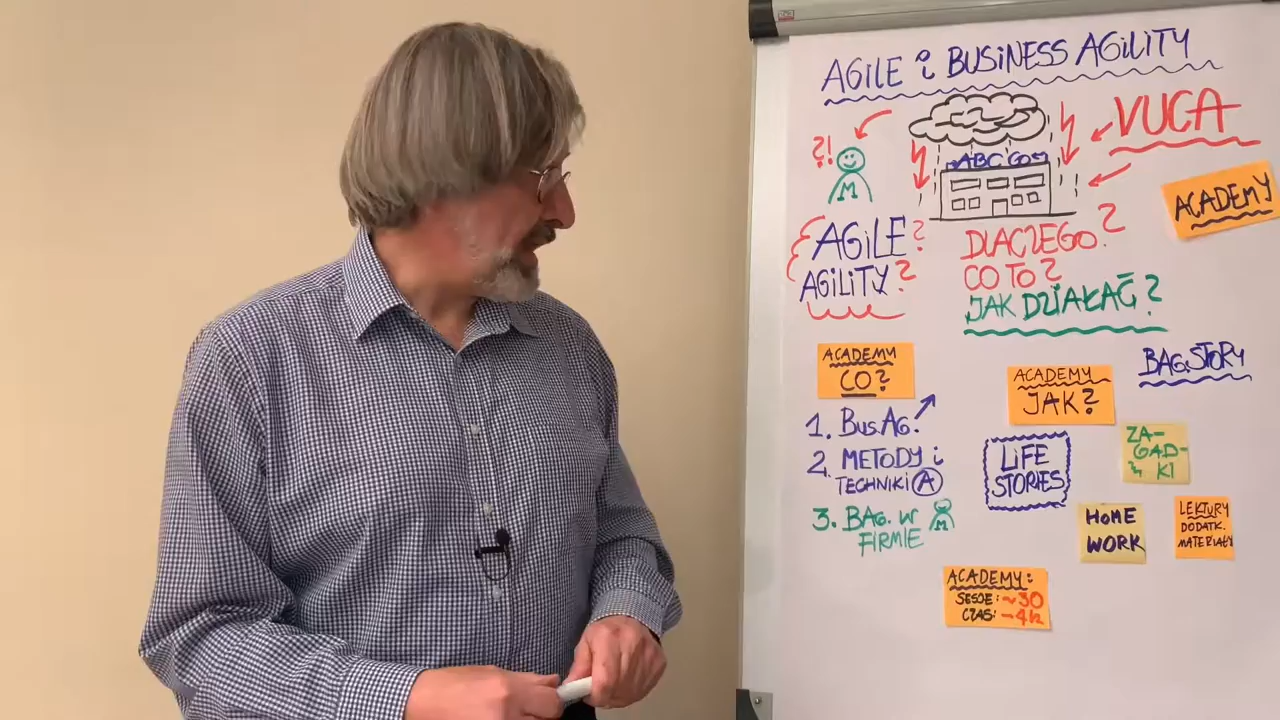 AGILE i BUSINESS AGILITY
VUCA
?!
ABC COM
M
ACADEMY
AGILE?
AGILITY?
DLACZEGO?
CO TO?
JAK DZIAŁAĆ?
ACADEMY
CO?
ACADEMY
JAK?
BAG. STORY
1. BUS. AG.
2. METODY i
TECHNIKI A
3. BAG. W
FIRMIE
M
LIFE
STORIES
ZA-
GAD-
KI
HOME
WORK
LEKTURY
DODATK.
MATERIAŁY
ACADEMY:
SESJE: ~30
CZAS: ~4h